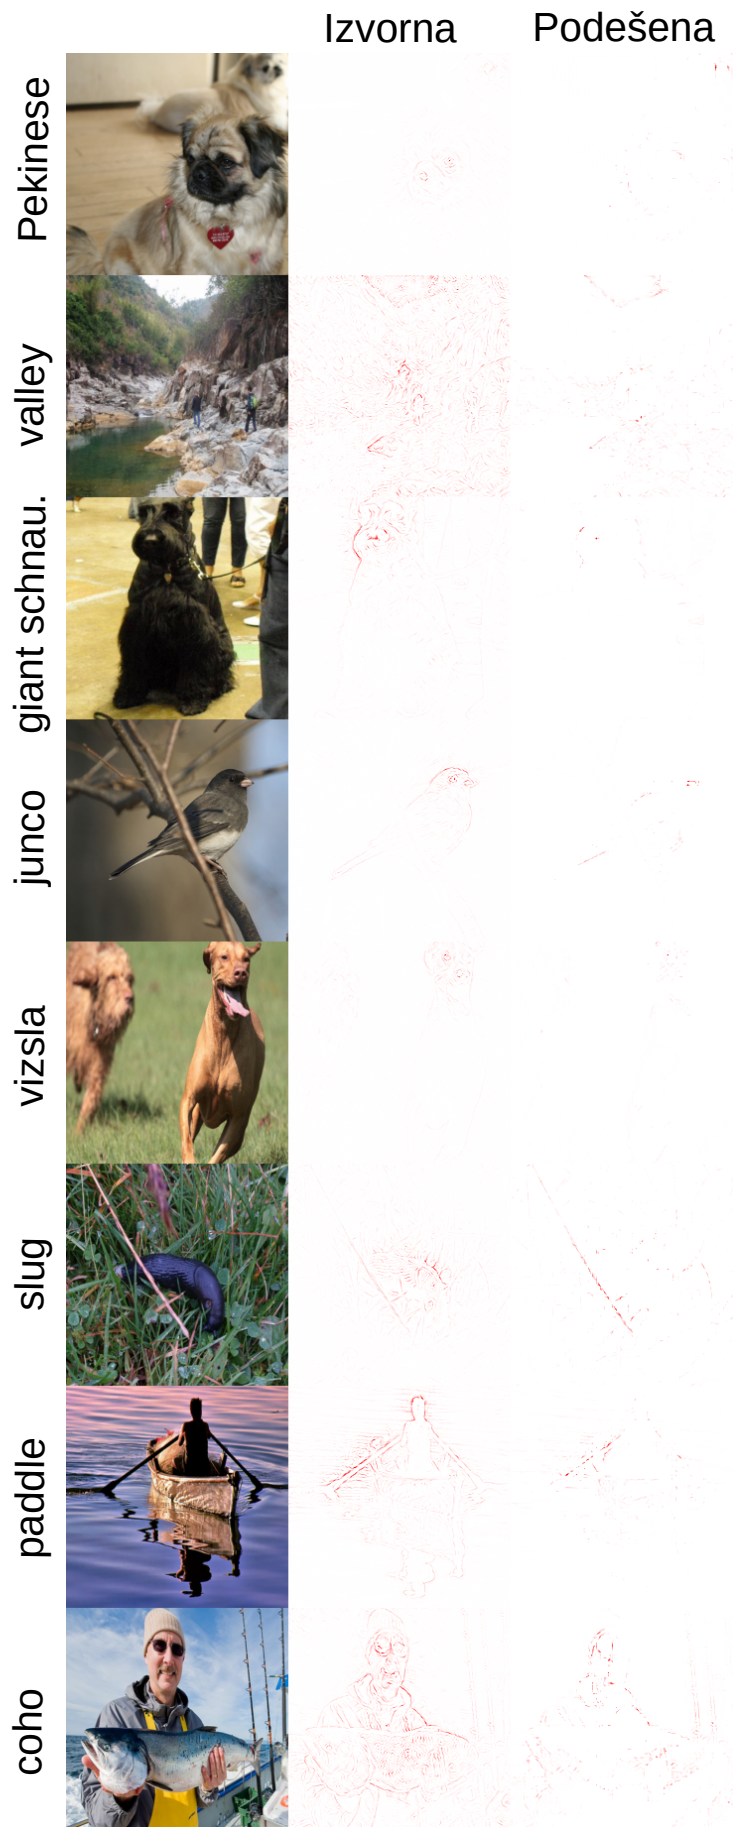 Izvorna Podešena
Pekinese
valley
giant schnau.
junco
vizsla
slug
paddle
coho